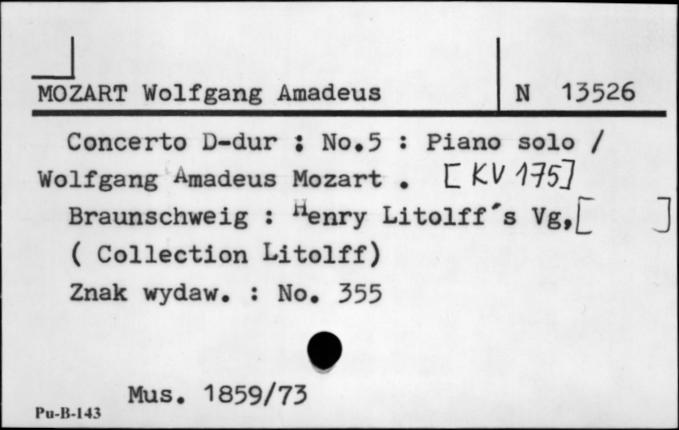 MOZART Wolfgang Amadeus N 13526
Concerto D-dur : No.5 : Piano solo /
Wolfgang Amadeus Mozart . [KV 175]
Braunschweig : Henry Litolff´s Vg,[ ]
( Collection Litolff)
Znak wydaw. : No. 355
Mus. 1859/73
Pu-B-143